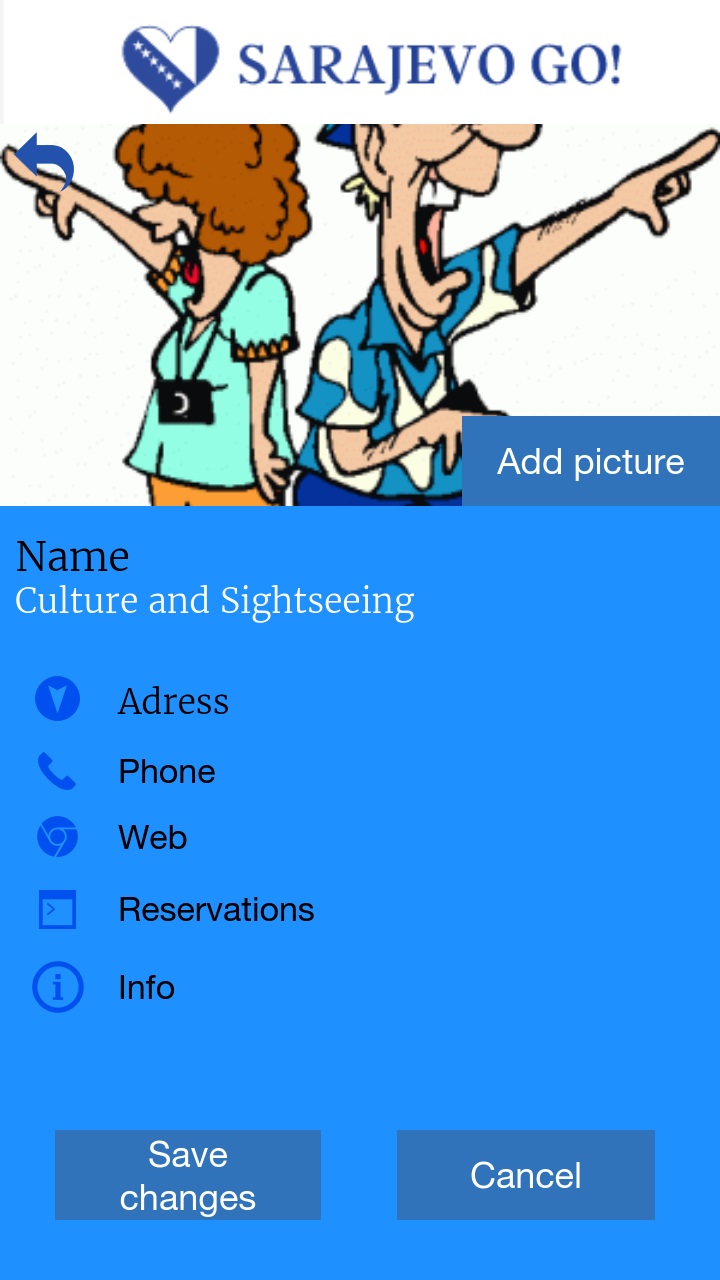 SARAJEVO GO!
Add picture
Name
Culture and Sightseeing
Adress
Phone
Web
Reservations
Info
Save
changes
Cancel